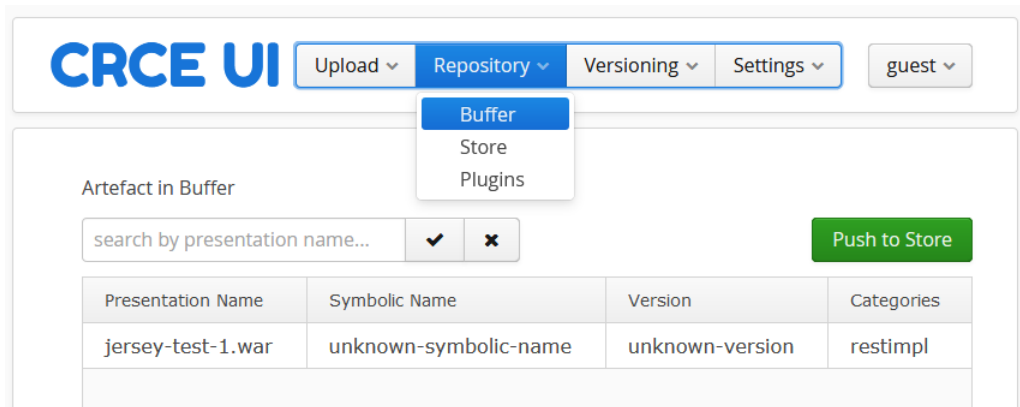 CRCE UI Upload Repository Versioning Settings guest
Buffer
Store
Plugins
Artefact in Buffer
search by presentation name... Push to Store
Presentation Name Symbolic Name Version Categories
jersey-test-1.war unknown-symbolic-name unknown-version restimpl